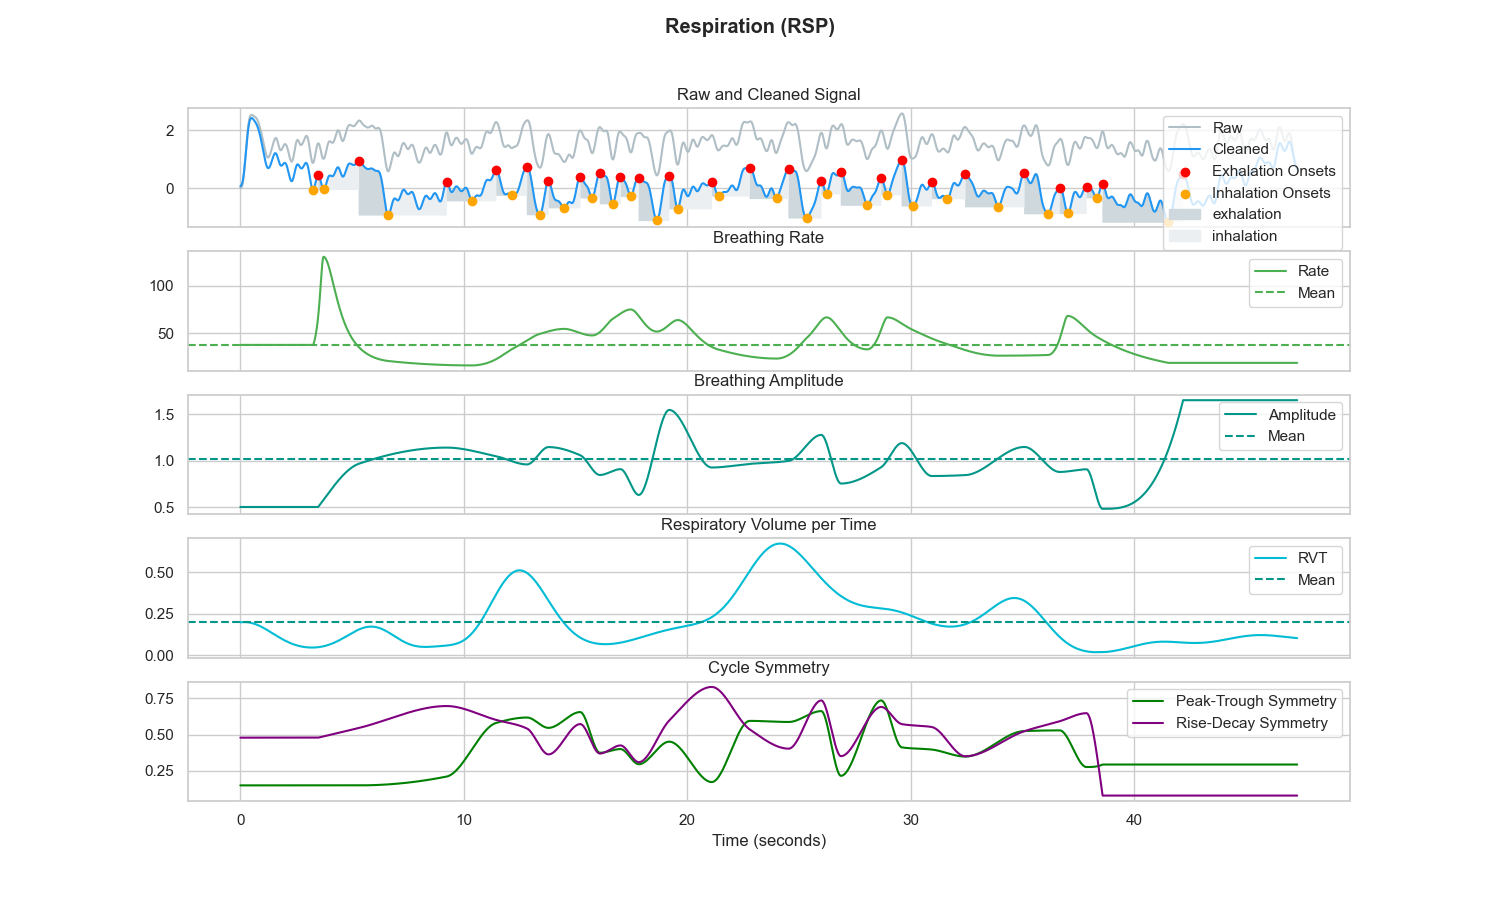 Respiration (RSP)
Raw and Cleaned Signal
2
0
Raw
Cleaned
Exhalation Onsets
Inhalation Onsets
exhalation
inhalation
Breathing Rate
100
50
Rate
Mean
Breathing Amplitude
1.5
1.0
0.5
Amplitude
Mean
Respiratory Volume per Time
0.50
0.25
0.00
RVT
Mean
Cycle Symmetry
0.75
0.50
0.25
Peak-Trough Symmetry
Rise-Decay Symmetry
0 10 20 30 40
Time (seconds)